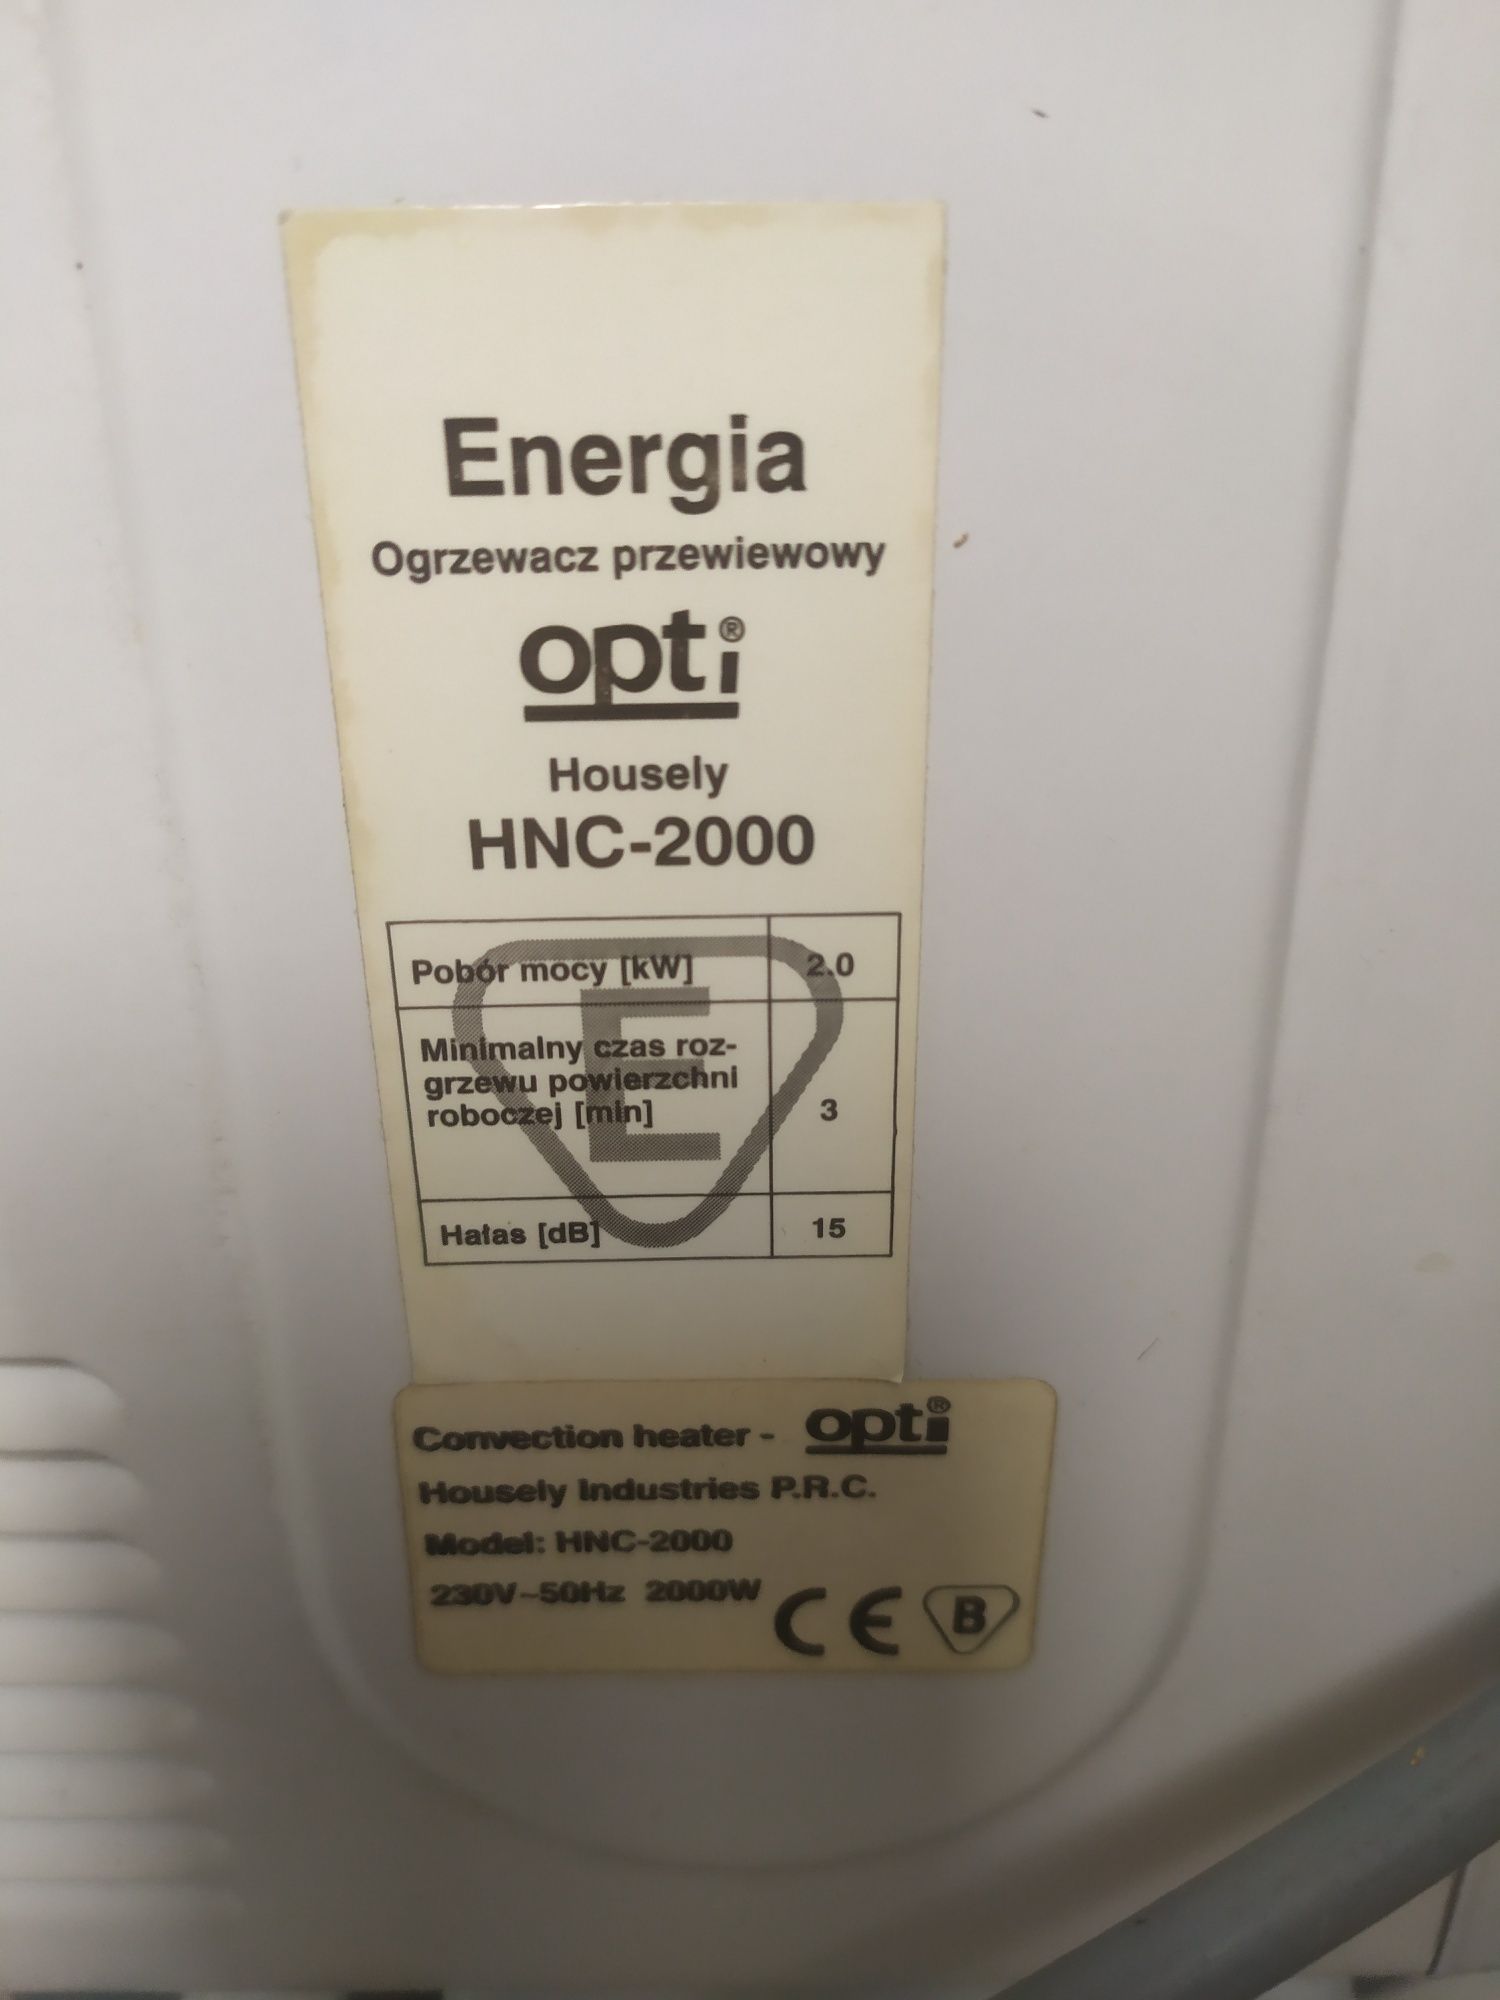 Energia
Ogrzewacz przewiewowy
opti®
Housely
HNC-2000
Pobór mocy [kW] 2.0
Minimalny czas roz-
grzewu powierzchni
roboczej [min] 3
Hałas [dB] 15
E
Convection heater - opti®
Housely Industries P.R.C.
Model: HNC-2000
230V~50Hz 2000W CE B